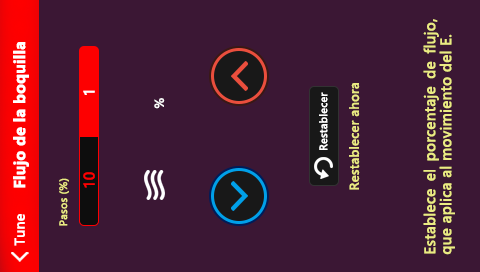 Tune
Flujo de la boquilla
Pasos (%)
10
1
%
Restablecer
Restablecer ahora
Establece el porcentaje de flujo,
que aplica al movimiento del E.